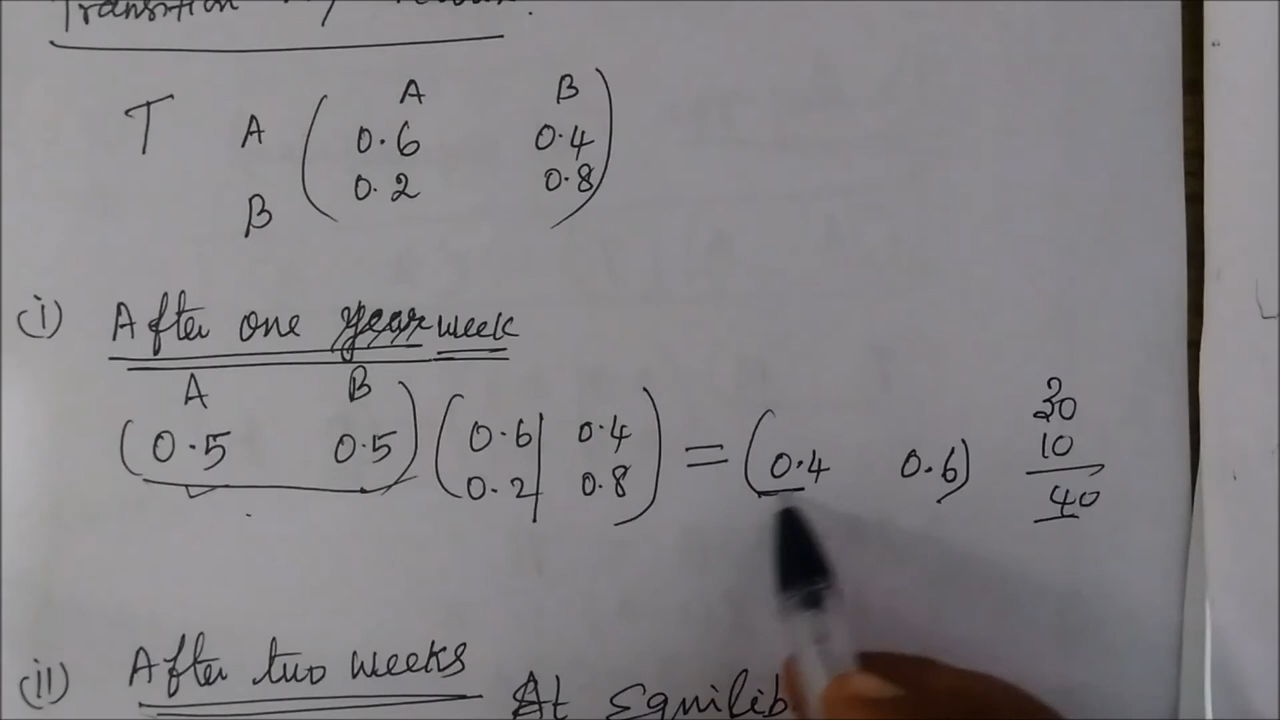 Transition
A B
T A ( 0.6 0.4
B 0.2 0.8 )
(i) After one year week
A B
(0.5 0.5) ( 0.6 0.4
0.2 0.8 ) = (0.4 0.6)
20
10
40
(ii) After two weeks At Equilib